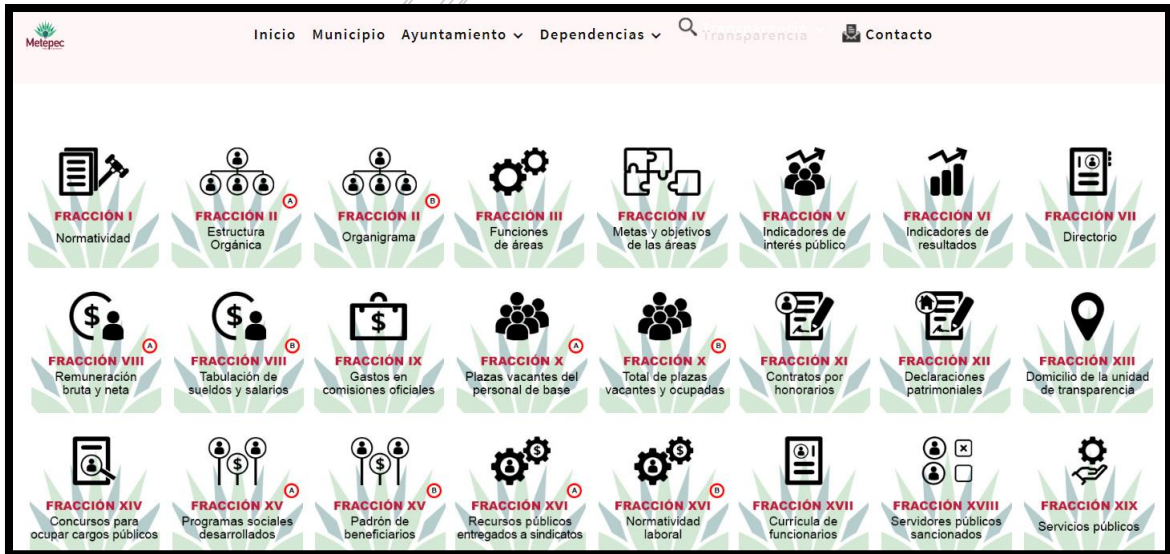 Metepec
Inicio Municipio Ayuntamiento Dependencias Transparencia Contacto
FRACCIÓN I
Normatividad
A
FRACCIÓN II
Estructura
Orgánica
B
FRACCIÓN II
Organigrama
FRACCIÓN III
Funciones
de áreas
FRACCIÓN IV
Metas y objetivos
de las áreas
FRACCIÓN V
Indicadores de
interés público
FRACCIÓN VI
Indicadores de
resultados
FRACCIÓN VII
Directorio
A
FRACCIÓN VIII
Remuneración
bruta y neta
B
FRACCIÓN VIII
Tabulación de
sueldos y salarios
FRACCIÓN IX
Gastos en
comisiones oficiales
A
FRACCIÓN X
Plazas vacantes del
personal de base
B
FRACCIÓN X
Total de plazas
vacantes y ocupadas
FRACCIÓN XI
Contratos por
honorarios
FRACCIÓN XII
Declaraciones
patrimoniales
FRACCIÓN XIII
Domicilio de la unidad
de transparencia
FRACCIÓN XIV
Concursos para
ocupar cargos públicos
A
FRACCIÓN XV
Programas sociales
desarrollados
B
FRACCIÓN XV
Padrón de
beneficiarios
A
FRACCIÓN XVI
Recursos públicos
entregados a sindicatos
B
FRACCIÓN XVI
Normatividad
laboral
FRACCIÓN XVII
Currícula de
funcionarios
FRACCIÓN XVIII
Servidores públicos
sancionados
FRACCIÓN XIX
Servicios públicos